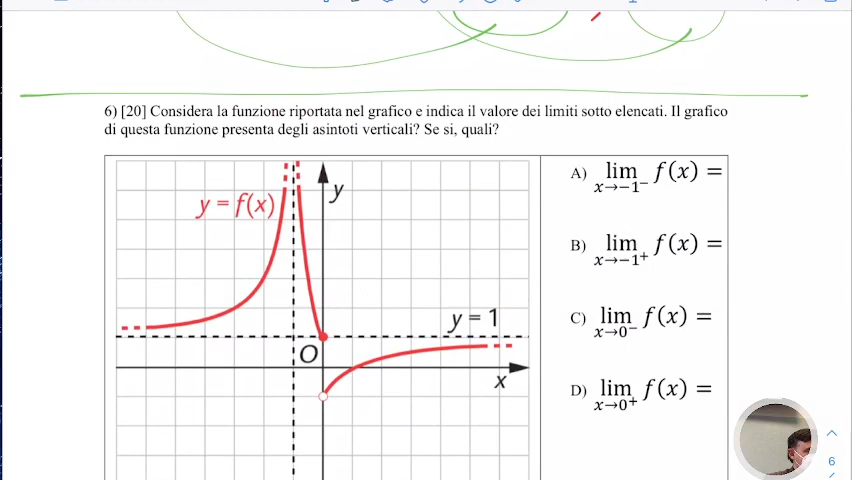 6) [20] Considera la funzione riportata nel grafico e indica il valore dei limiti sotto elencati. Il grafico
di questa funzione presenta degli asintoti verticali? Se si, quali?
y
y = f(x)
y = 1
O
x
A) lim x→−1⁻ f(x) =
B) lim x→−1⁺ f(x) =
C) lim x→0⁻ f(x) =
D) lim x→0⁺ f(x) =
6